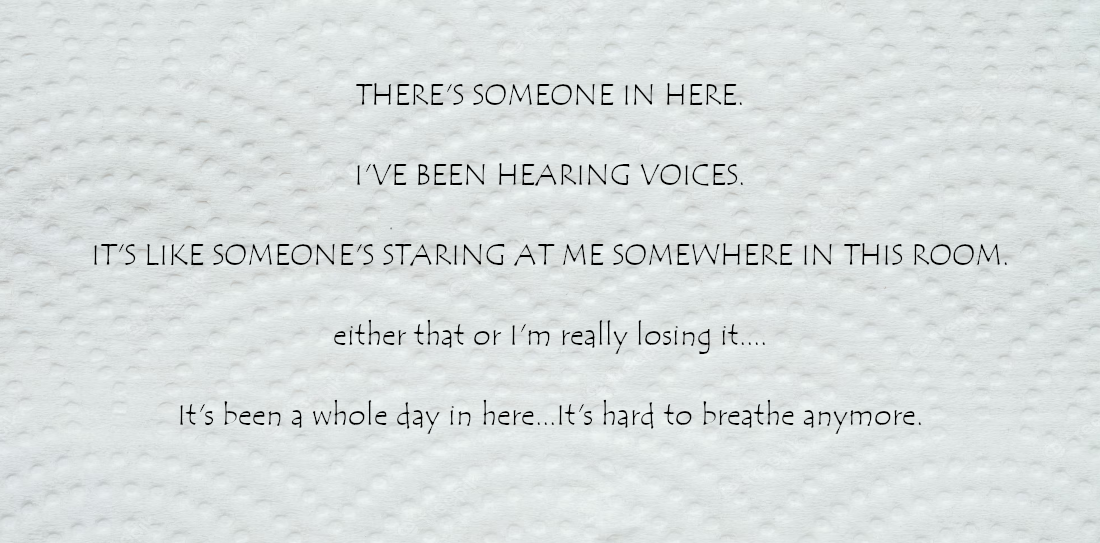 THERE'S SOMEONE IN HERE.
I'VE BEEN HEARING VOICES.
IT'S LIKE SOMEONE'S STARING AT ME SOMEWHERE IN THIS ROOM.
either that or I'm really losing it....
It's been a whole day in here...It's hard to breathe anymore.